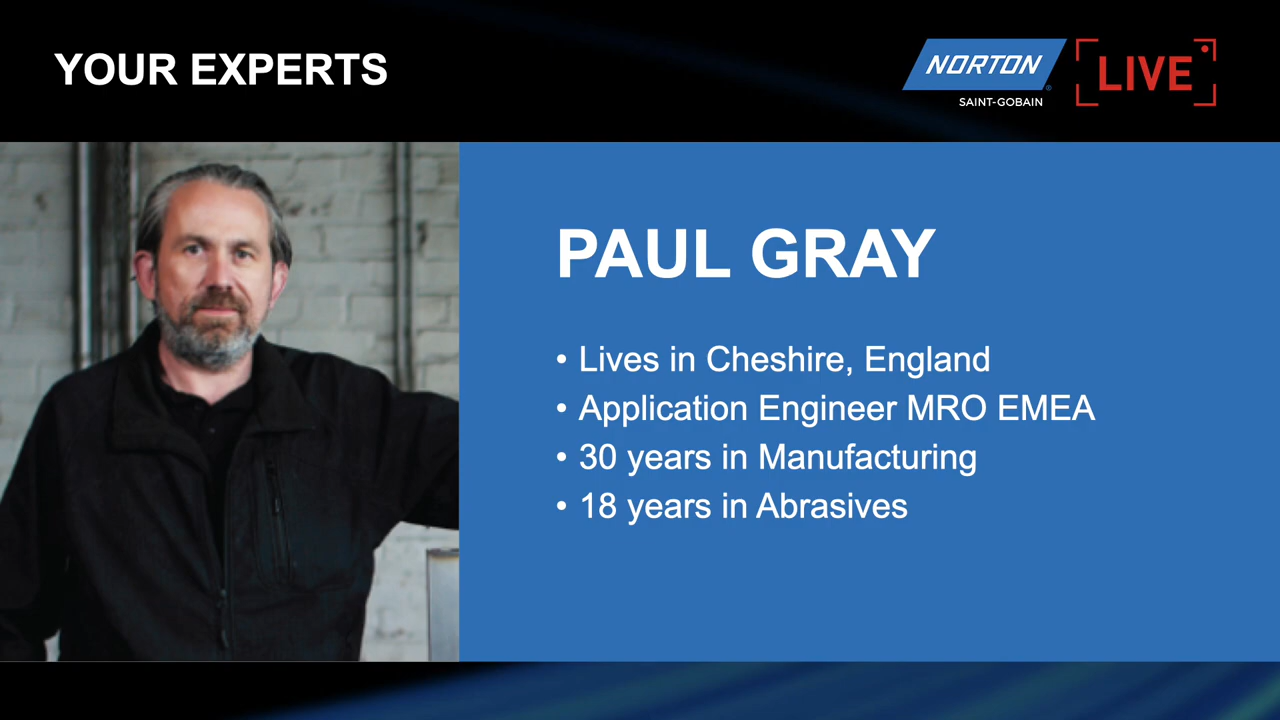 YOUR EXPERTS
NORTON
SAINT-GOBAIN
LIVE
PAUL GRAY
• Lives in Cheshire, England
• Application Engineer MRO EMEA
• 30 years in Manufacturing
• 18 years in Abrasives